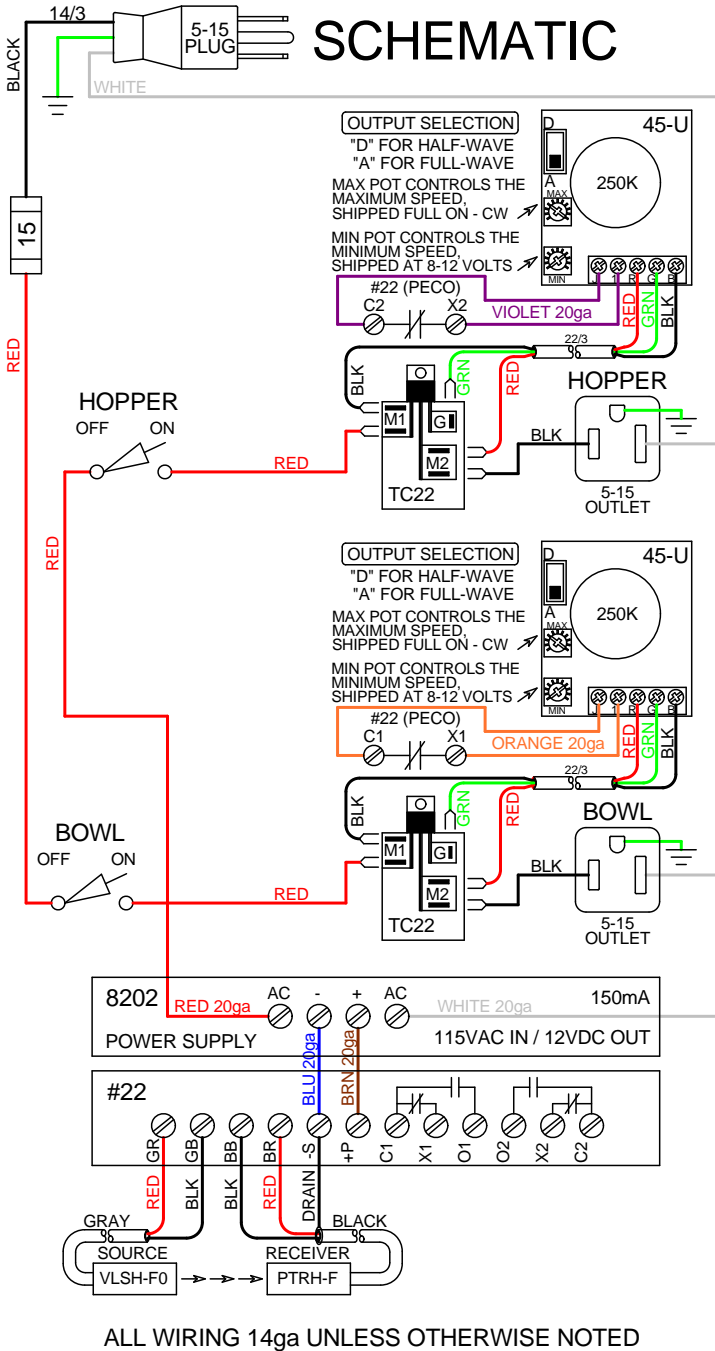 14/3
5-15
PLUG
SCHEMATIC
BLACK
WHITE
OUTPUT SELECTION
"D" FOR HALF-WAVE
"A" FOR FULL-WAVE
MAX POT CONTROLS THE
MAXIMUM SPEED,
SHIPPED FULL ON - CW
MIN POT CONTROLS THE
MINIMUM SPEED,
SHIPPED AT 8-12 VOLTS
D
45-U
A
MAX
250K
MIN
J 1 R G B
15
#22 (PECO)
C2 X2
VIOLET 20ga
RED
GRN
BLK
22/3
RED
BLK
GRN
RED
HOPPER
OFF ON
RED
M1
G
M2
TC22
BLK
HOPPER
5-15
OUTLET
RED
OUTPUT SELECTION
"D" FOR HALF-WAVE
"A" FOR FULL-WAVE
MAX POT CONTROLS THE
MAXIMUM SPEED,
SHIPPED FULL ON - CW
MIN POT CONTROLS THE
MINIMUM SPEED,
SHIPPED AT 8-12 VOLTS
D
45-U
A
MAX
250K
MIN
J 1 R G B
#22 (PECO)
C1 X1
ORANGE 20ga
RED
GRN
BLK
22/3
BLK
GRN
RED
BOWL
OFF ON
RED
M1
G
M2
TC22
BLK
BOWL
5-15
OUTLET
8202
RED 20ga
AC - + AC
WHITE 20ga
150mA
POWER SUPPLY
115VAC IN / 12VDC OUT
BLU 20ga
BRN 20ga
#22
GR GB BB BR -S +P C1 X1 O1 O2 X2 C2
RED
BLK
BLK
RED
DRAIN
GRAY
BLACK
SOURCE
RECEIVER
VLSH-F0
PTRH-F
ALL WIRING 14ga UNLESS OTHERWISE NOTED